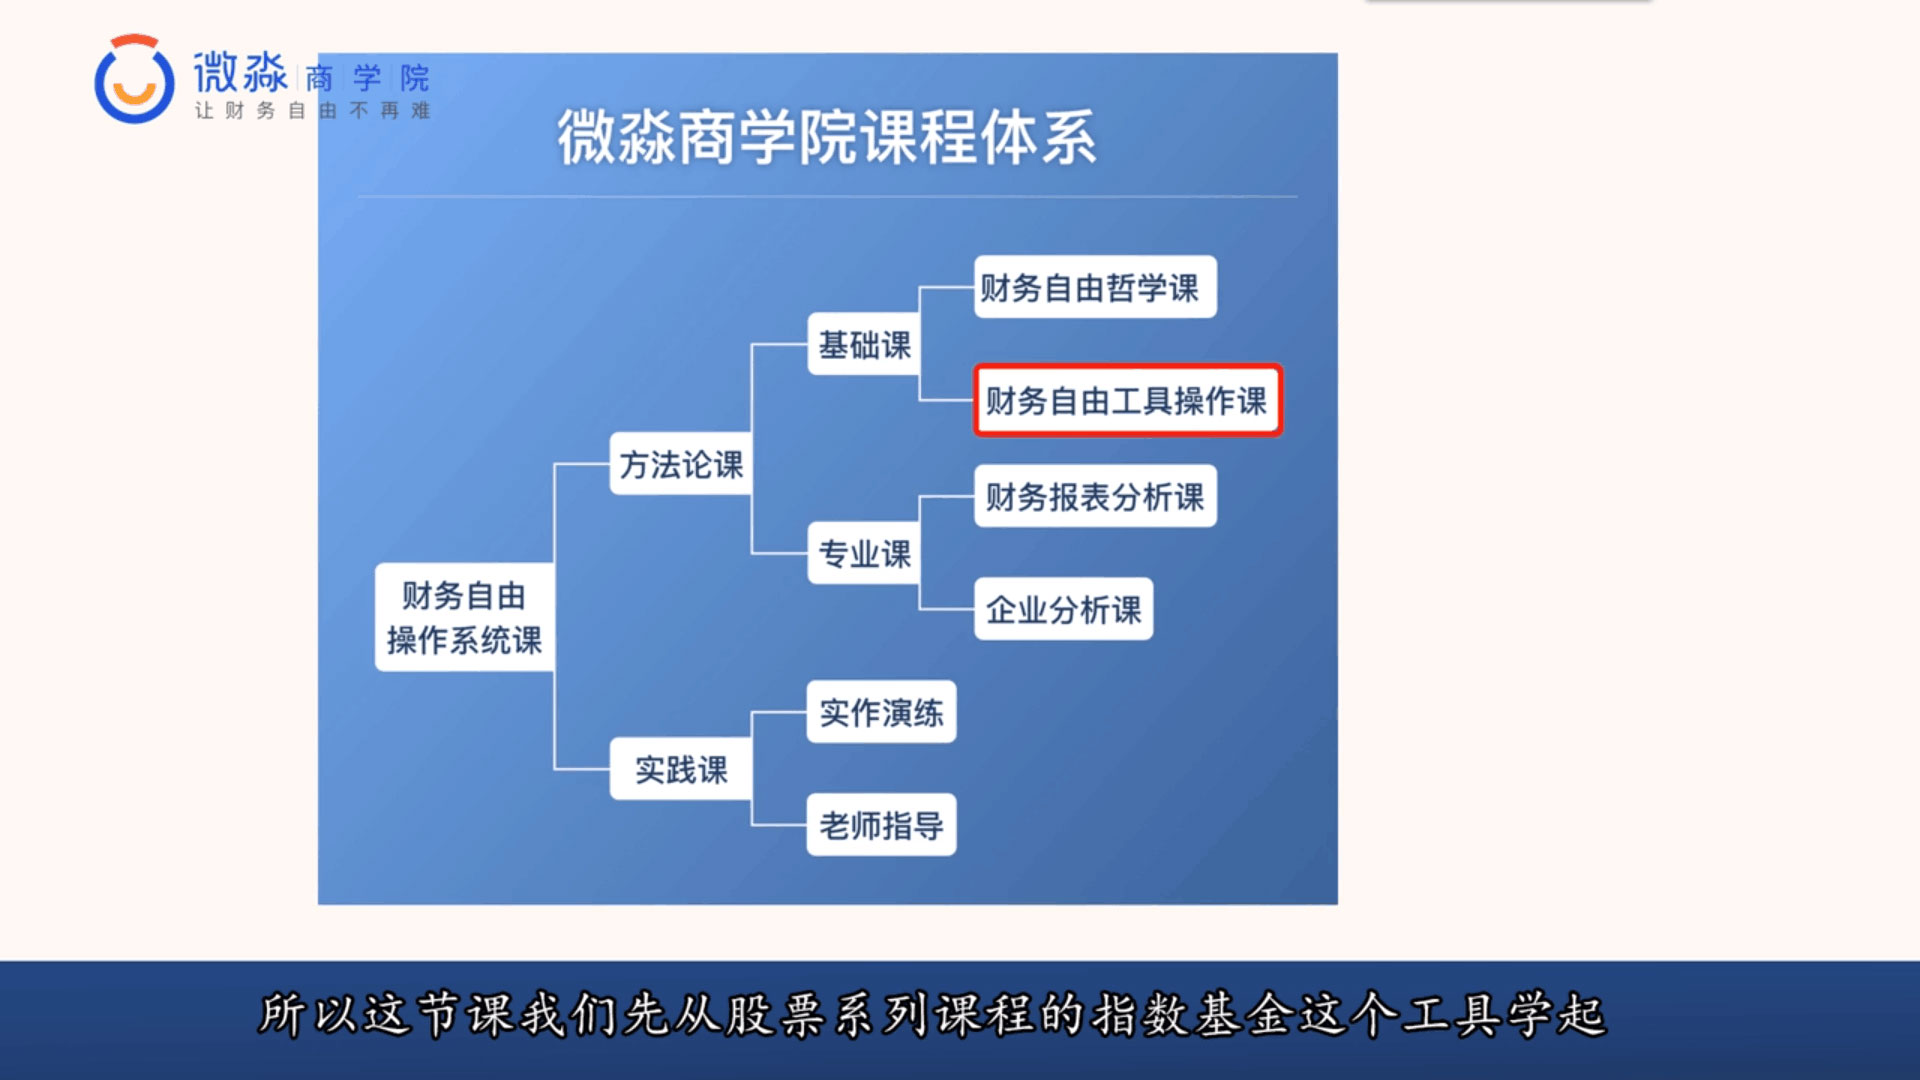 微淼商学院
让财务自由不再难
微淼商学院课程体系
财务自由哲学课
基础课
财务自由工具操作课
方法论课
财务报表分析课
专业课
企业分析课
财务自由
操作系统课
实作演练
实践课
老师指导
所以这节课我们先从股票系列课程的指数基金这个工具学起